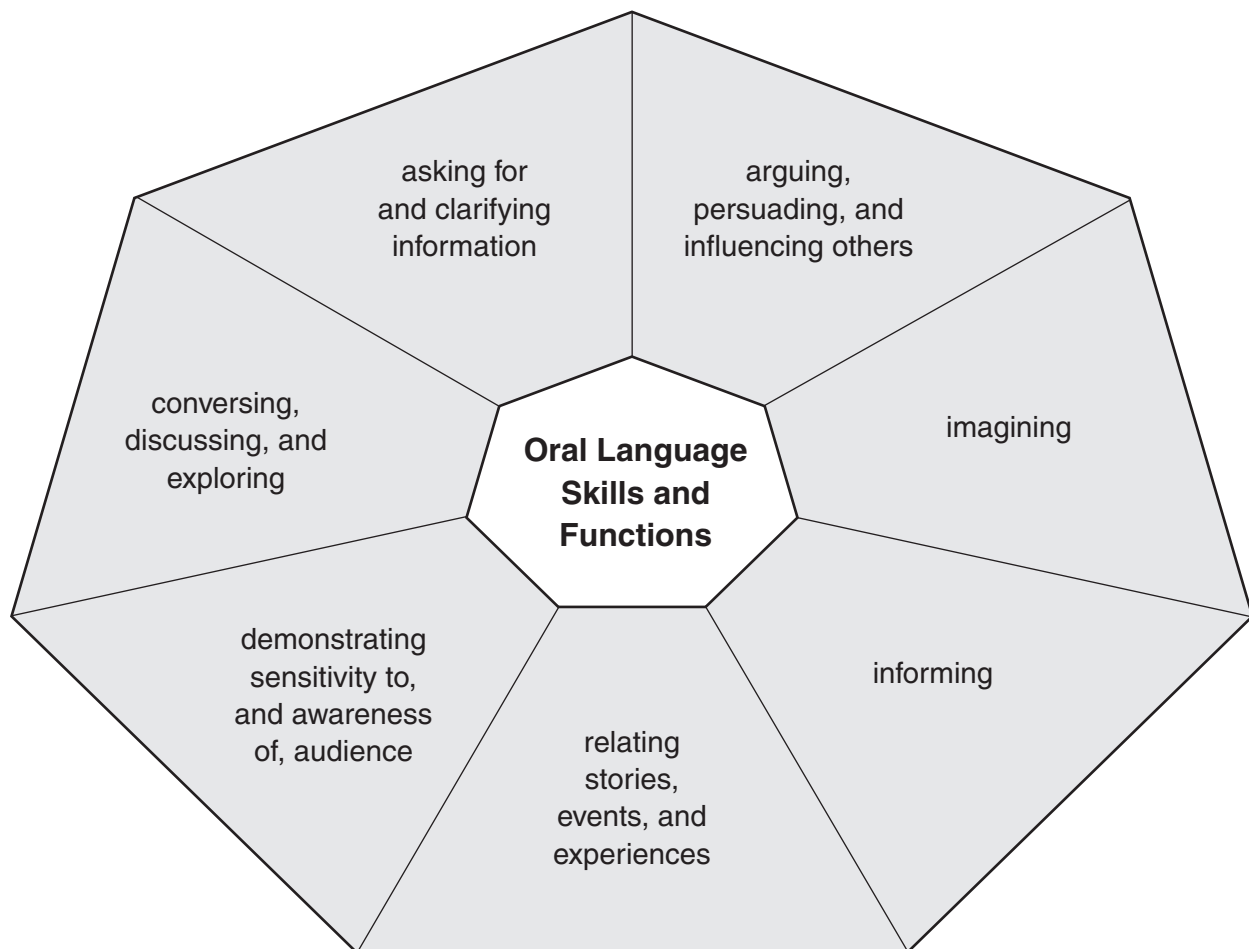 asking for
and clarifying
information
arguing,
persuading, and
influencing others
conversing,
discussing, and
exploring
Oral Language
Skills and
Functions
imagining
demonstrating
sensitivity to,
and awareness
of, audience
relating
stories,
events, and
experiences
informing